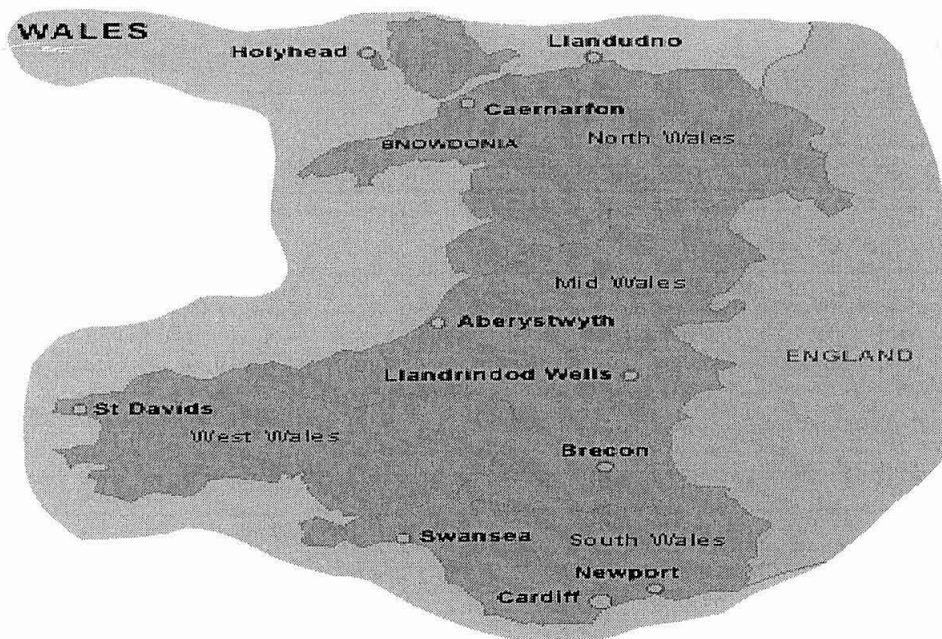 WALES
Holyhead
Llandudno
Caernarfon
SNOWDONIA
North Wales
Mid Wales
Aberystwyth
ENGLAND
Llandrindod Wells
St Davids
West Wales
Brecon
Swansea
South Wales
Newport
Cardiff